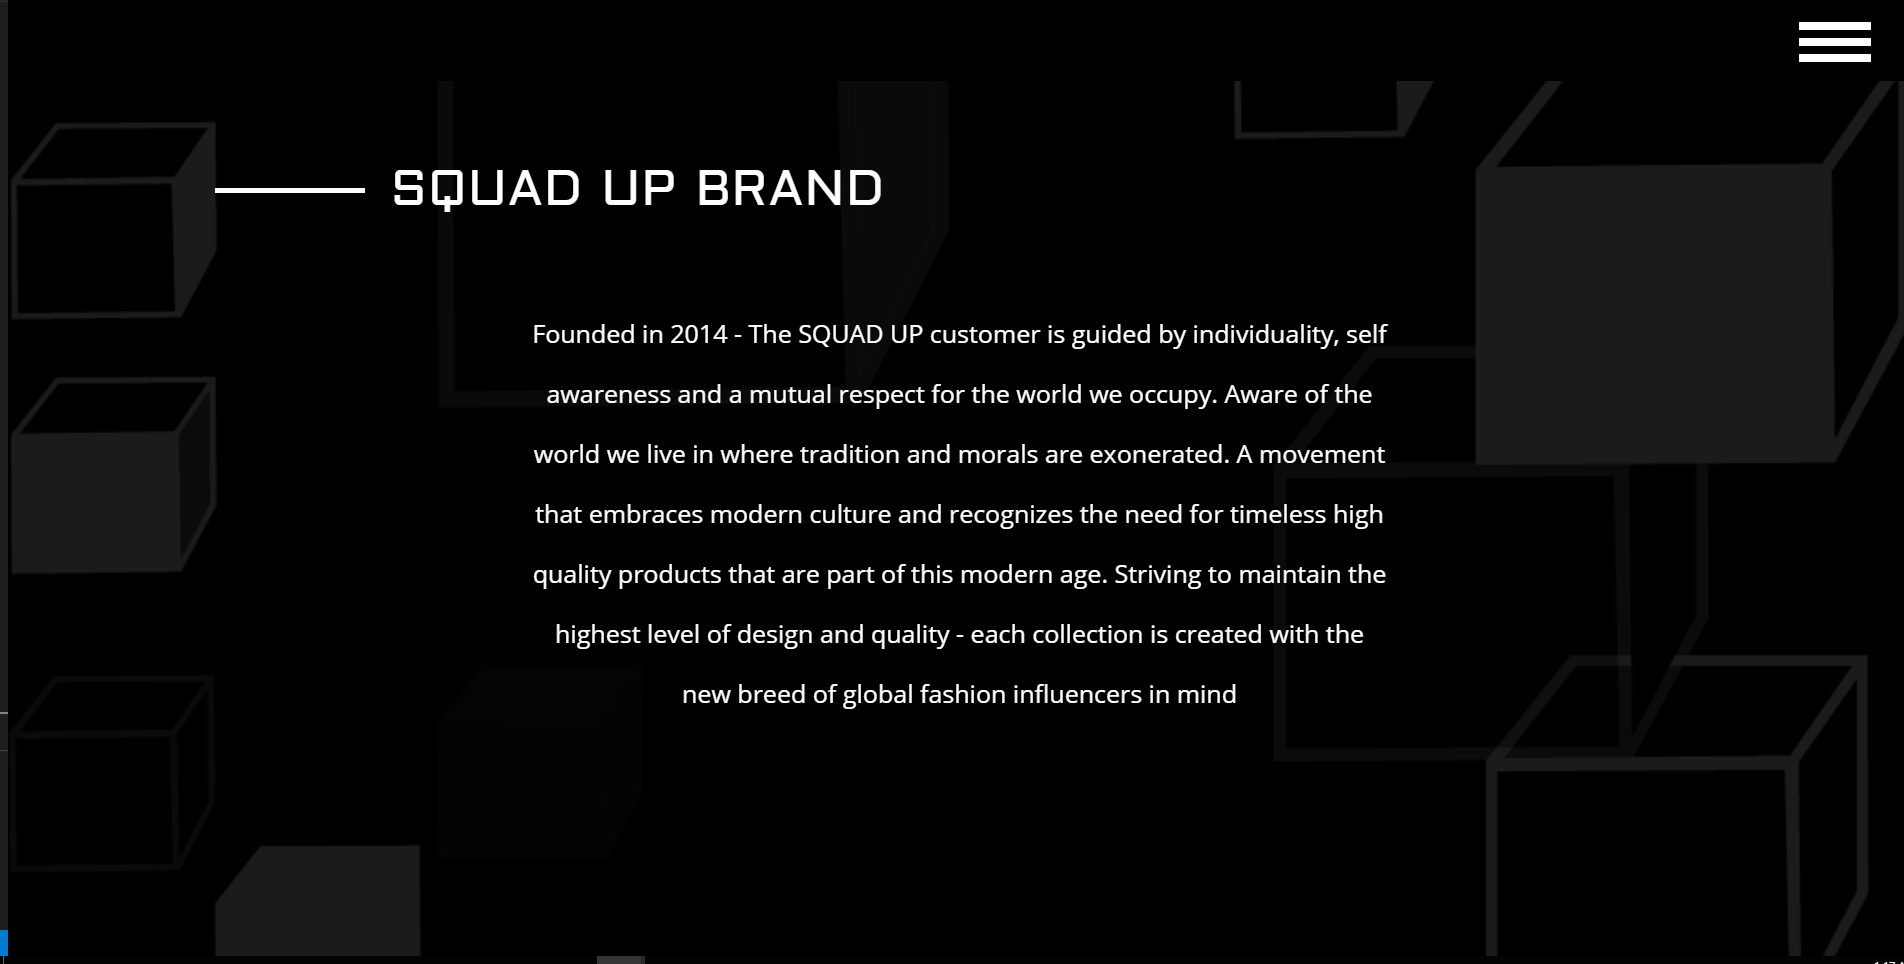 SQUAD UP BRAND
Founded in 2014 - The SQUAD UP customer is guided by individuality, self
awareness and a mutual respect for the world we occupy. Aware of the
world we live in where tradition and morals are exonerated. A movement
that embraces modern culture and recognizes the need for timeless high
quality products that are part of this modern age. Striving to maintain the
highest level of design and quality - each collection is created with the
new breed of global fashion influencers in mind